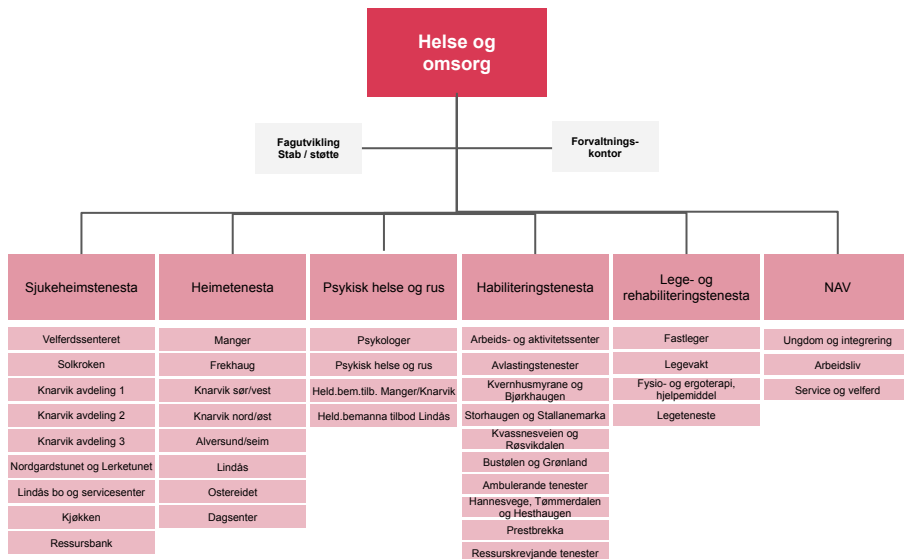 Helse og
omsorg
Fagutvikling
Stab / støtte
Forvaltnings-
kontor
Sjukeheimstenesta
Velferdssenteret
Solkroken
Knarvik avdeling 1
Knarvik avdeling 2
Knarvik avdeling 3
Nordgardstunet og Lerketunet
Lindås bo og servicesenter
Kjøkken
Ressursbank
Heimetenesta
Manger
Frekhaug
Knarvik sør/vest
Knarvik nord/øst
Alversund/seim
Lindås
Ostereidet
Dagsenter
Psykisk helse og rus
Psykologer
Psykisk helse og rus
Held.bem.tilb. Manger/Knarvik
Held.bemanna tilbod Lindås
Habiliteringstenesta
Arbeids- og aktivitetssenter
Avlastingstenester
Kvernhusmyrane og
Bjørkhaugen
Storhaugen og Stallanemarka
Kvassnesveien og
Røsvikdalen
Bustølen og Grønland
Ambulerande tenester
Hannesvege, Tømmerdalen
og Hesthaugen
Prestbrekka
Ressurskrevjande tenester
Lege- og
rehabiliteringstenesta
Fastleger
Legevakt
Fysio- og ergoterapi,
hjelpemiddel
Legeteneste
NAV
Ungdom og integrering
Arbeidsliv
Service og velferd